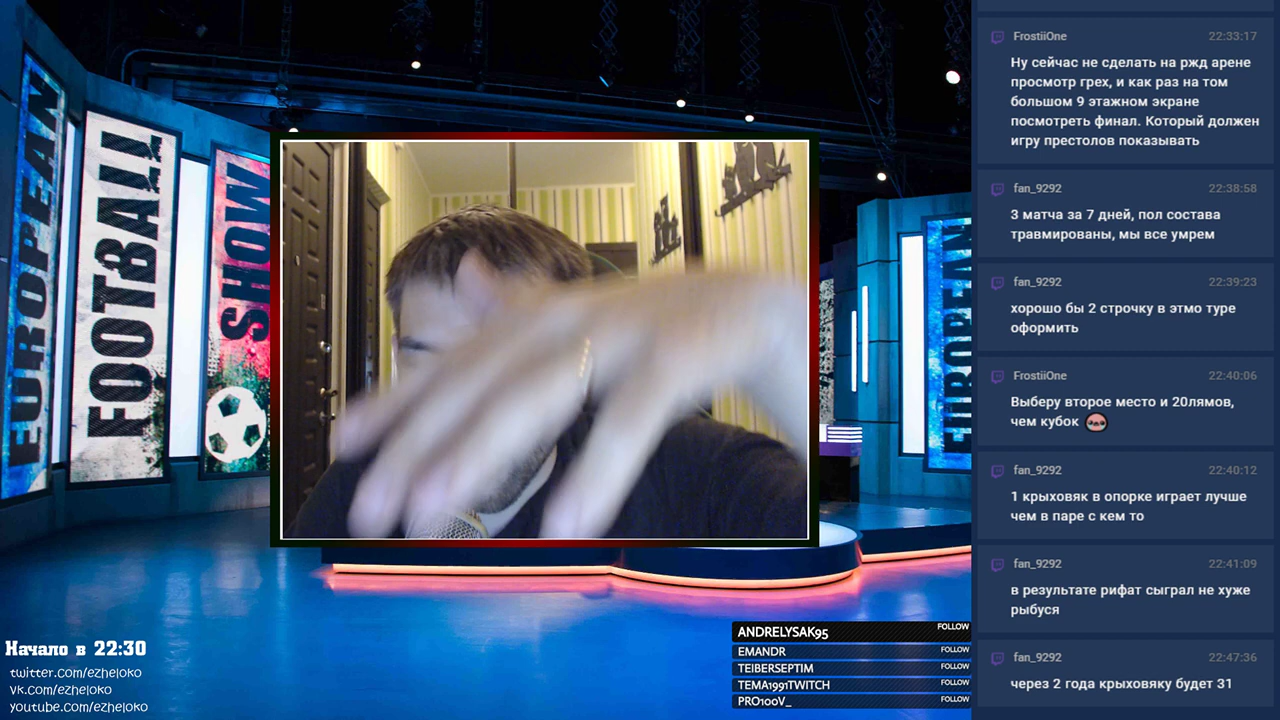 EUROPEAN
FOOTBALL
SHOW
EUROPEAN
Начало в 22:30
twitter.com/ezheloko
vk.com/ezheloko
youtube.com/ezheloko
ANDRELYSAK95 FOLLOW
EMANDR FOLLOW
TEIBERSEPTIM FOLLOW
TEMA1991TWITCH FOLLOW
PRO100V_ FOLLOW
FrostiiOne 22:33:17
Ну сейчас не сделать на ржд арене
просмотр грех, и как раз на том
большом 9 этажном экране
посмотреть финал. Который должен
игру престолов показывать
fan_9292 22:38:58
3 матча за 7 дней, пол состава
травмированы, мы все умрем
fan_9292 22:39:23
хорошо бы 2 строчку в этмо туре
оформить
FrostiiOne 22:40:06
Выберу второе место и 20лямов,
чем кубок
fan_9292 22:40:12
1 крыховяк в опорке играет лучше
чем в паре с кем то
fan_9292 22:41:09
в результате рифат сыграл не хуже
рыбуся
fan_9292 22:47:36
через 2 года крыховяку будет 31